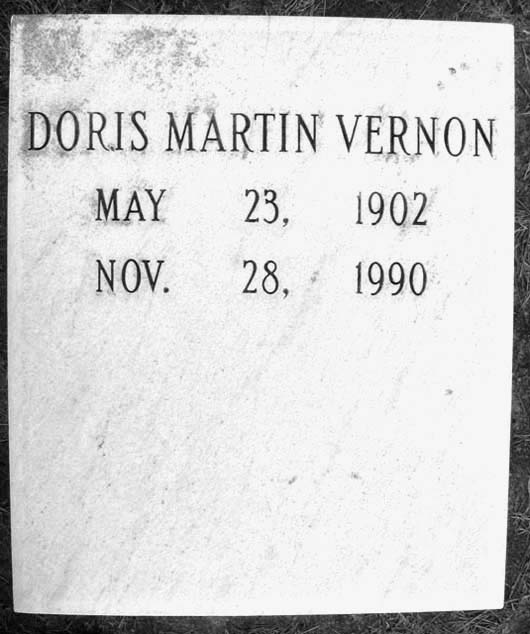 DORIS MARTIN VERNON
MAY 23, 1902
NOV. 28, 1990